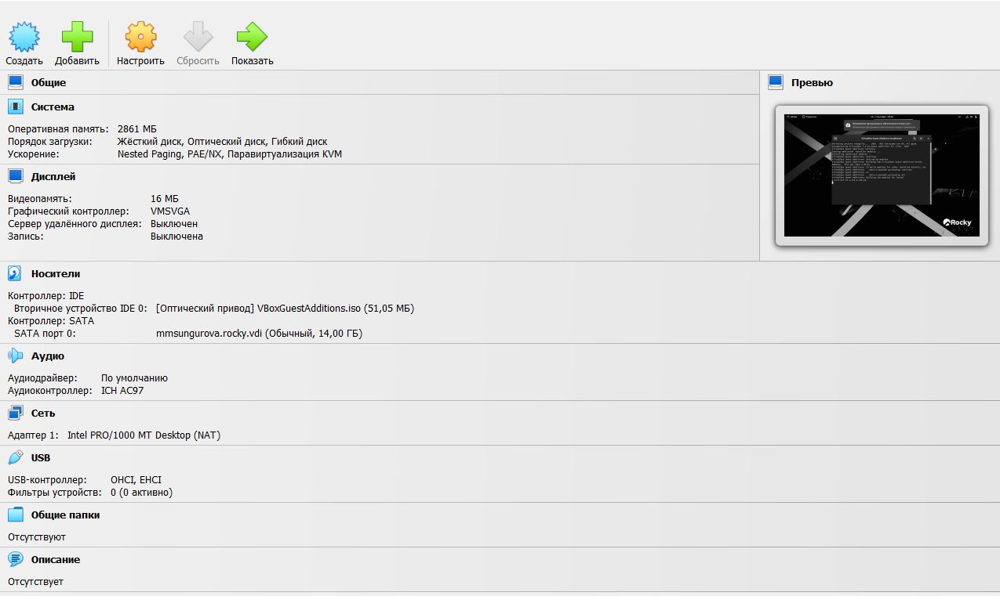 Создать Добавить Настроить Сбросить Показать
Общие
Система
Оперативная память: 2861 МБ
Порядок загрузки: Жёсткий диск, Оптический диск, Гибкий диск
Ускорение: Nested Paging, PAE/NX, Паравиртуализация KVM
Дисплей
Видеопамять: 16 МБ
Графический контроллер: VMSVGA
Сервер удалённого дисплея: Выключен
Запись: Выключена
Превью
Rocky
Носители
Контроллер: IDE
Вторичное устройство IDE 0: [Оптический привод] VBoxGuestAdditions.iso (51,05 МБ)
Контроллер: SATA
SATA порт 0: mmsungurova.rocky.vdi (Обычный, 14,00 ГБ)
Аудио
Аудиодрайвер: По умолчанию
Аудиоконтроллер: ICH AC97
Сеть
Адаптер 1: Intel PRO/1000 MT Desktop (NAT)
USB
USB-контроллер: OHCI, EHCI
Фильтры устройств: 0 (0 активно)
Общие папки
Отсутствуют
Описание
Отсутствует